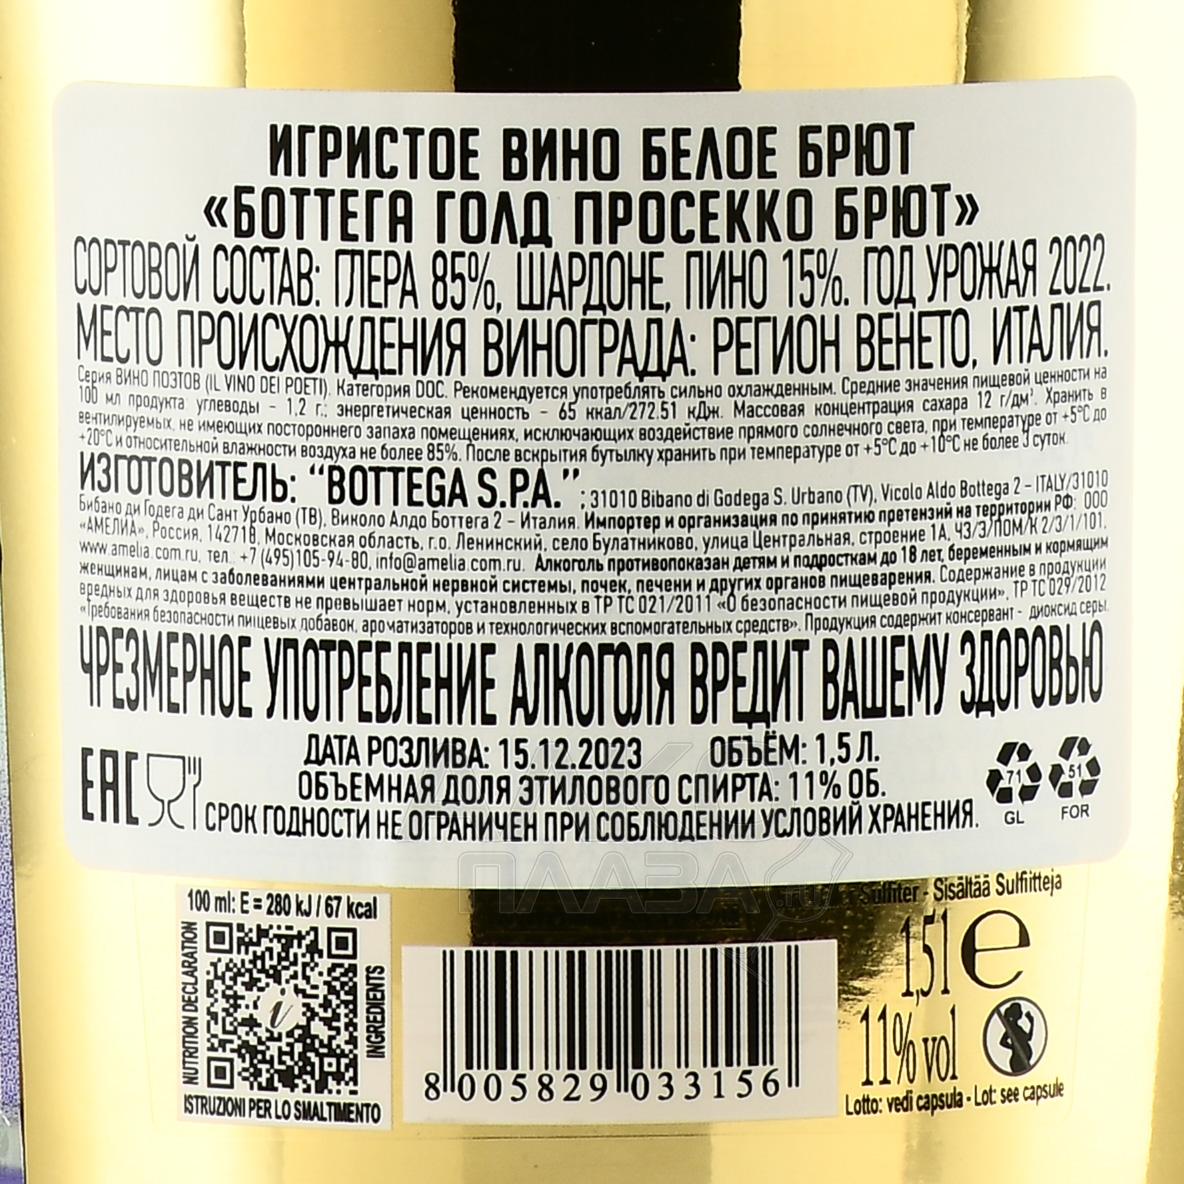 ИГРИСТОЕ ВИНО БЕЛОЕ БРЮТ
«БОТТЕГА ГОЛД ПРОСЕККО БРЮТ»
СОРТОВОЙ СОСТАВ: ГЛЕРА 85%, ШАРДОНЕ, ПИНО 15%. ГОД УРОЖАЯ 2022.
МЕСТО ПРОИСХОЖДЕНИЯ ВИНОГРАДА: РЕГИОН ВЕНЕТО, ИТАЛИЯ.
Серия ВИНО ПОЭТОВ (IL VINO DEI POETI). Категория DOC. Рекомендуется употреблять сильно охлажденным. Средние значения пищевой ценности на
100 мл продукта: углеводы - 1,2 г.; энергетическая ценность - 65 ккал/272.51 кДж. Массовая концентрация сахара 12 г/дм³. Хранить в
вентилируемых, не имеющих постороннего запаха помещениях, исключающих воздействие прямого солнечного света, при температуре от +5°C до
+20°C и относительной влажности воздуха не более 85%. После вскрытия бутылку хранить при температуре от +5°C до +10°C не более 3 суток.
ИЗГОТОВИТЕЛЬ: "BOTTEGA S.P.A." ; 31010 Bibano di Godega S. Urbano (TV), Vicolo Aldo Bottega 2 - ITALY/31010
Бибано ди Годега ди Сант Урбано (ТВ), Виколо Алдо Боттега 2 - Италия. Импортер и организация по принятию претензий на территории РФ: ООО
«АМЕЛИА», Россия, 142718, Московская область, г.о. Ленинский, село Булатниково, улица Центральная, строение 1А, ЧЭ/Э/ПОМ/К 2/3/1/101,
www.amelia.com.ru, тел.: +7 (495)105-94-80, info@amelia.com.ru. Алкоголь противопоказан детям и подросткам до 18 лет, беременным и кормящим
женщинам, лицам с заболеваниями центральной нервной системы, почек, печени и других органов пищеварения. Содержание в продукции
вредных для здоровья веществ не превышает норм, установленных в ТР ТС 021/2011 «О безопасности пищевой продукции», ТР ТС 029/2012
«Требования безопасности пищевых добавок, ароматизаторов и технологических вспомогательных средств». Продукция содержит консервант - диоксид серы.
ЧРЕЗМЕРНОЕ УПОТРЕБЛЕНИЕ АЛКОГОЛЯ ВРЕДИТ ВАШЕМУ ЗДОРОВЬЮ
ДАТА РОЗЛИВА: 15.12.2023 ОБЪЁМ: 1,5 Л.
ОБЪЕМНАЯ ДОЛЯ ЭТИЛОВОГО СПИРТА: 11% ОБ.
EAC СРОК ГОДНОСТИ НЕ ОГРАНИЧЕН ПРИ СОБЛЮДЕНИИ УСЛОВИЙ ХРАНЕНИЯ.
71
GL
51
FOR
ПЛАЗА.ru
Sulfiter - Sisältää Sulfiitteja
100 ml: E = 280 kJ / 67 kcal
NUTRITION DECLARATION
INGREDIENTS
ISTRUZIONI PER LO SMALTIMENTO
8 005829 033156
1,5l e
11% vol
Lotto: vedi capsula - Lot: see capsule